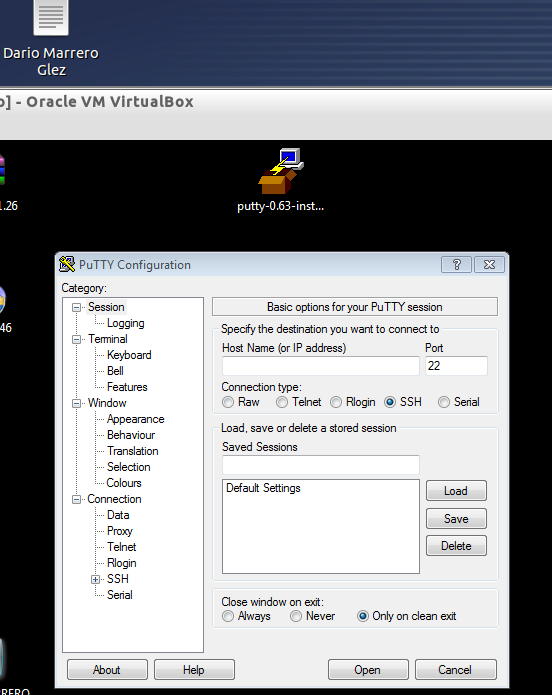 Dario Marrero
Glez
o] - Oracle VM VirtualBox
1.26
putty-0.63-inst...
46
PuTTY Configuration
Category:
Session
Logging
Terminal
Keyboard
Bell
Features
Window
Appearance
Behaviour
Translation
Selection
Colours
Connection
Data
Proxy
Telnet
Rlogin
SSH
Serial
Basic options for your PuTTY session
Specify the destination you want to connect to
Host Name (or IP address) Port
22
Connection type:
Raw Telnet Rlogin SSH Serial
Load, save or delete a stored session
Saved Sessions
Default Settings
Load
Save
Delete
Close window on exit:
Always Never Only on clean exit
About Help Open Cancel
RRERO